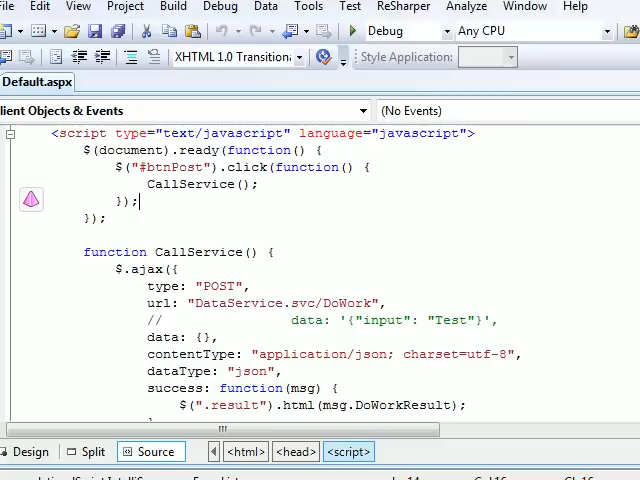 File View Project Build Debug Data Tools Test ReSharper Analyze Window Help
Debug Any CPU
XHTML 1.0 Transition Style Application:
Default.aspx
lient Objects & Events (No Events)
<script type="text/javascript" language="javascript">
$(document).ready(function() {
$("#btnPost").click(function() {
CallService();
});
});
function CallService() {
$.ajax({
type: "POST",
url: "DataService.svc/DoWork",
// data: '{"input": "Test"}',
data: {},
contentType: "application/json; charset=utf-8",
dataType: "json",
success: function(msg) {
$(".result").html(msg.DoWorkResult);
Design Split Source <html> <head> <script>